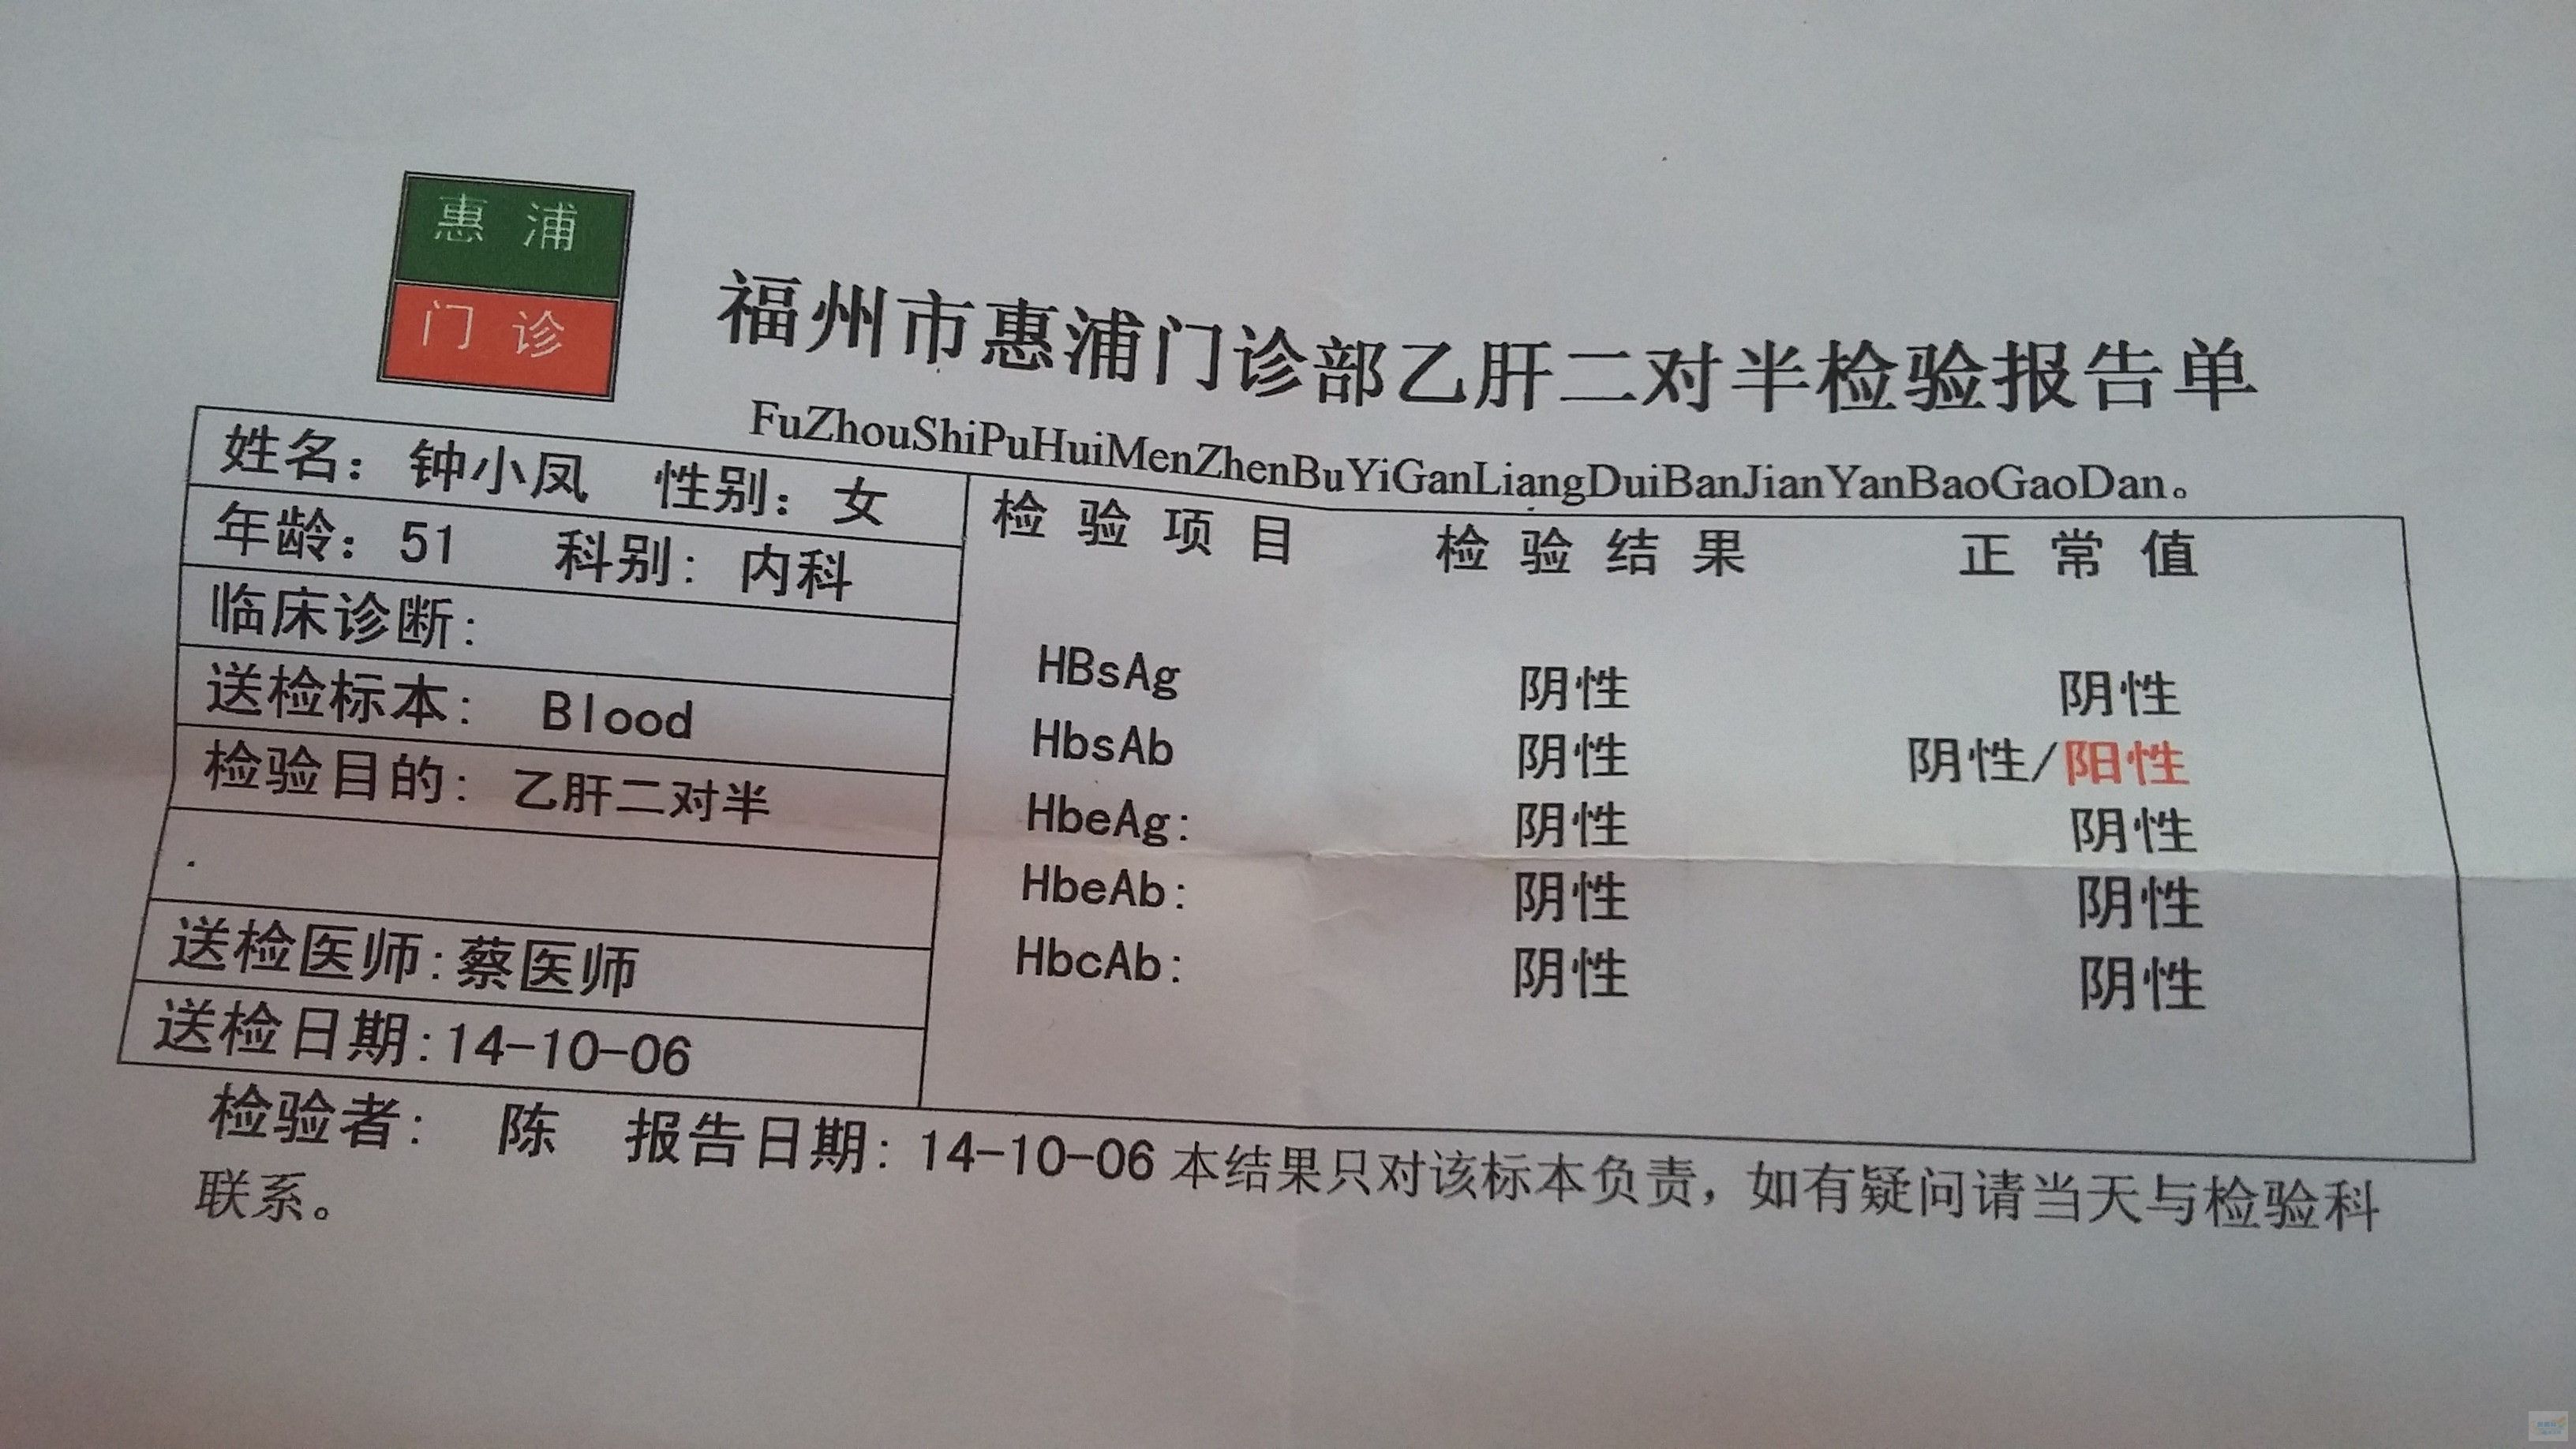 惠 浦
门 诊
福州市惠浦门诊部乙肝二对半检验报告单
FuZhouShiPuHuiMenZhenBuYiGanLiangDuiBanJianYanBaoGaoDan。
姓名：钟小凤 性别：女
年龄：51 科别：内科
临床诊断：
送检标本： Blood
检验目的：乙肝二对半
.
送检医师:蔡医师
送检日期:14-10-06
检 验 项 目 检 验 结 果 正 常 值
HBsAg 阴性 阴性
HbsAb 阴性 阴性/阳性
HbeAg: 阴性 阴性
HbeAb: 阴性 阴性
HbcAb: 阴性 阴性
检验者： 陈 报告日期：14-10-06 本结果只对该标本负责，如有疑问请当天与检验科
联系。